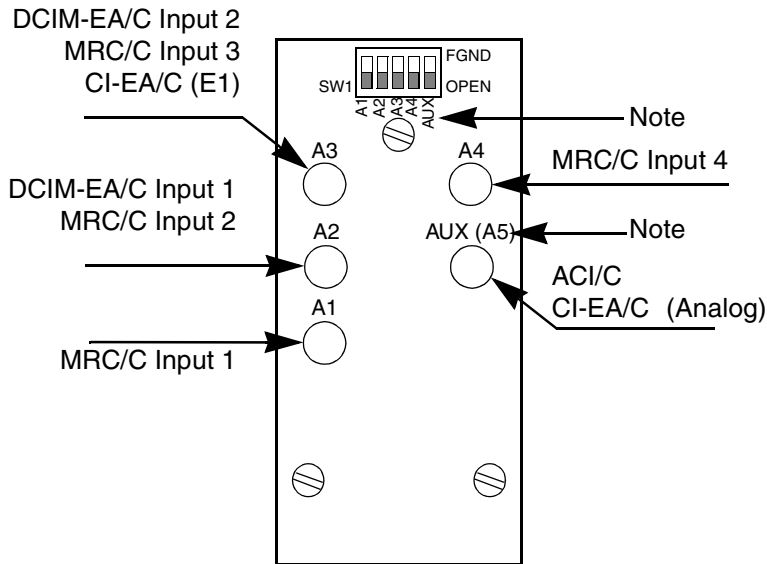 DCIM-EA/C Input 2
MRC/C Input 3
CI-EA/C (E1)
FGND
SW1
OPEN
A1
A2
A3
A4
AUX
Note
A3
A4
MRC/C Input 4
DCIM-EA/C Input 1
MRC/C Input 2
A2
AUX (A5)
Note
ACI/C
CI-EA/C (Analog)
A1
MRC/C Input 1